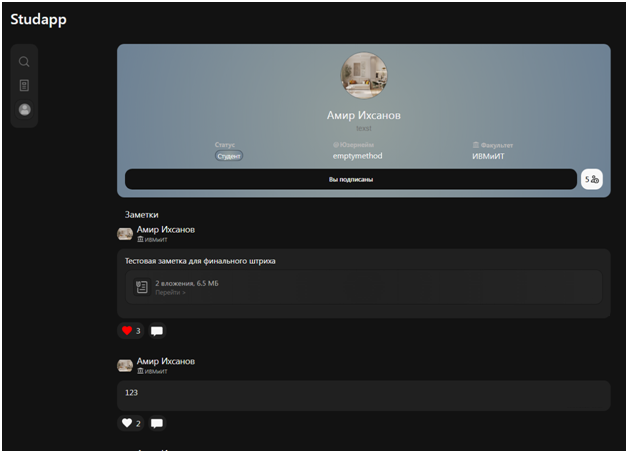 Studapp
Амир Ихсанов
texst
Статус
@ Юзернейм
Факультет
Студент
emptymethod
ИВМиИТ
Вы подписаны
5
Заметки
Амир Ихсанов
ИВМиИТ
Тестовая заметка для финального штриха
2 вложения, 6,5 МБ
Перейти >
3
Амир Ихсанов
ИВМиИТ
123
2